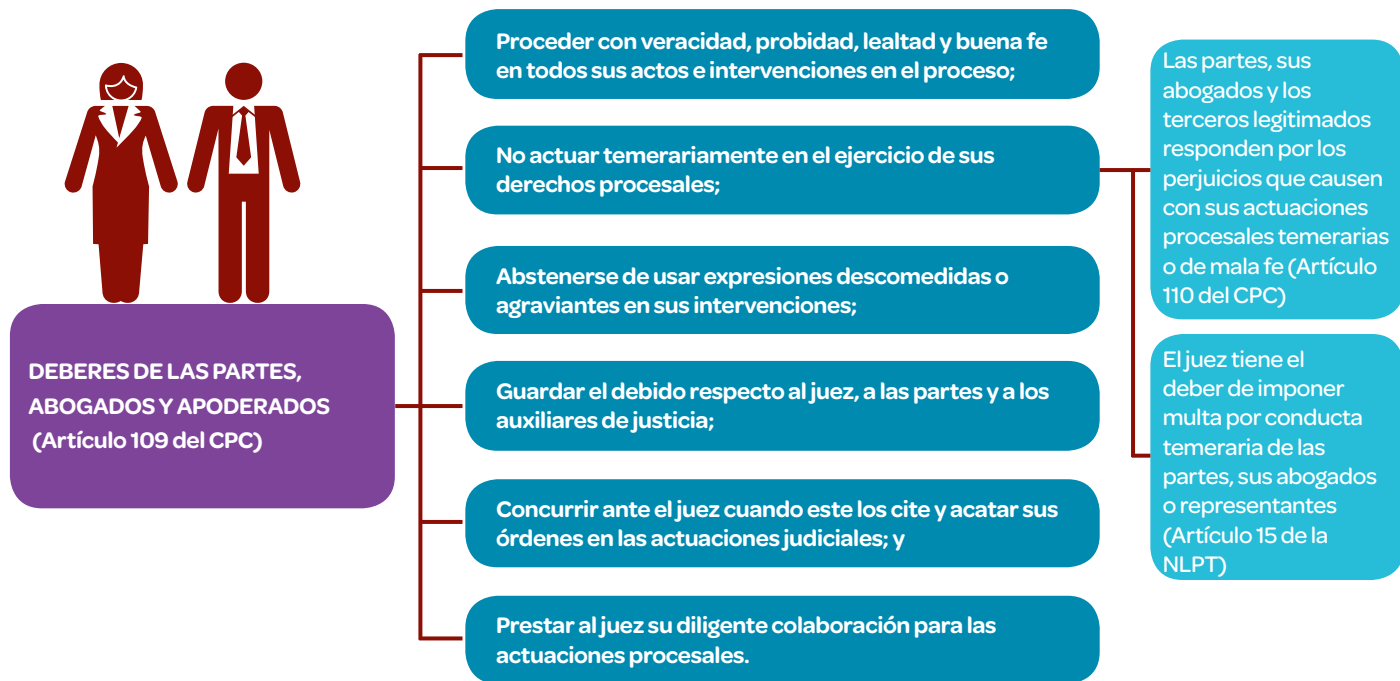 DEBERES DE LAS PARTES,
ABOGADOS Y APODERADOS
(Artículo 109 del CPC)
Proceder con veracidad, probidad, lealtad y buena fe
en todos sus actos e intervenciones en el proceso;
No actuar temerariamente en el ejercicio de sus
derechos procesales;
Abstenerse de usar expresiones descomedidas o
agraviantes en sus intervenciones;
Guardar el debido respecto al juez, a las partes y a los
auxiliares de justicia;
Concurrir ante el juez cuando este los cite y acatar sus
órdenes en las actuaciones judiciales; y
Prestar al juez su diligente colaboración para las
actuaciones procesales.
Las partes, sus
abogados y los
terceros legitimados
responden por los
perjuicios que causen
con sus actuaciones
procesales temerarias
o de mala fe (Artículo
110 del CPC)
El juez tiene el
deber de imponer
multa por conducta
temeraria de las
partes, sus abogados
o representantes
(Artículo 15 de la
NLPT)